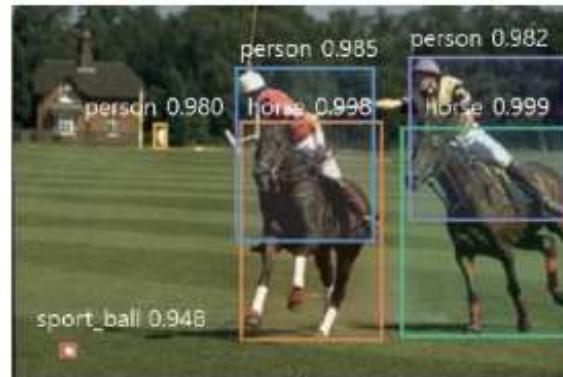 person 0.985
person 0.982
person 0.980
horse 0.998
horse 0.999
sport_ball 0.948